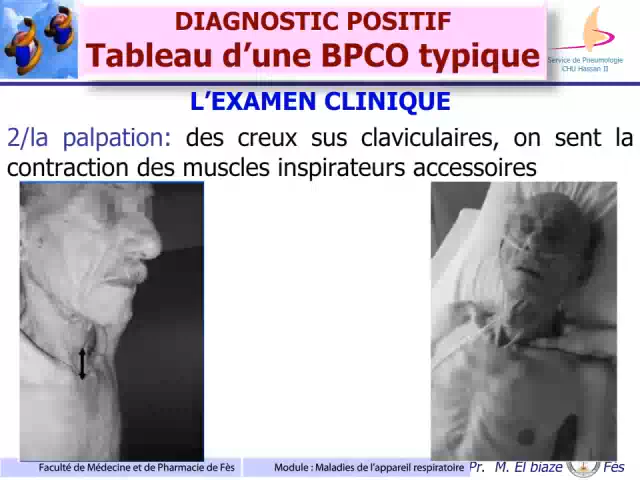 DIAGNOSTIC POSITIF
Tableau d’une BPCO typique
Service de Pneumologie
CHU Hassan II
L’EXAMEN CLINIQUE
2/la palpation: des creux sus claviculaires, on sent la
contraction des muscles inspirateurs accessoires
Faculté de Médecine et de Pharmacie de Fès
Module : Maladies de l’appareil respiratoire
Pr. M. El biaze
Fès